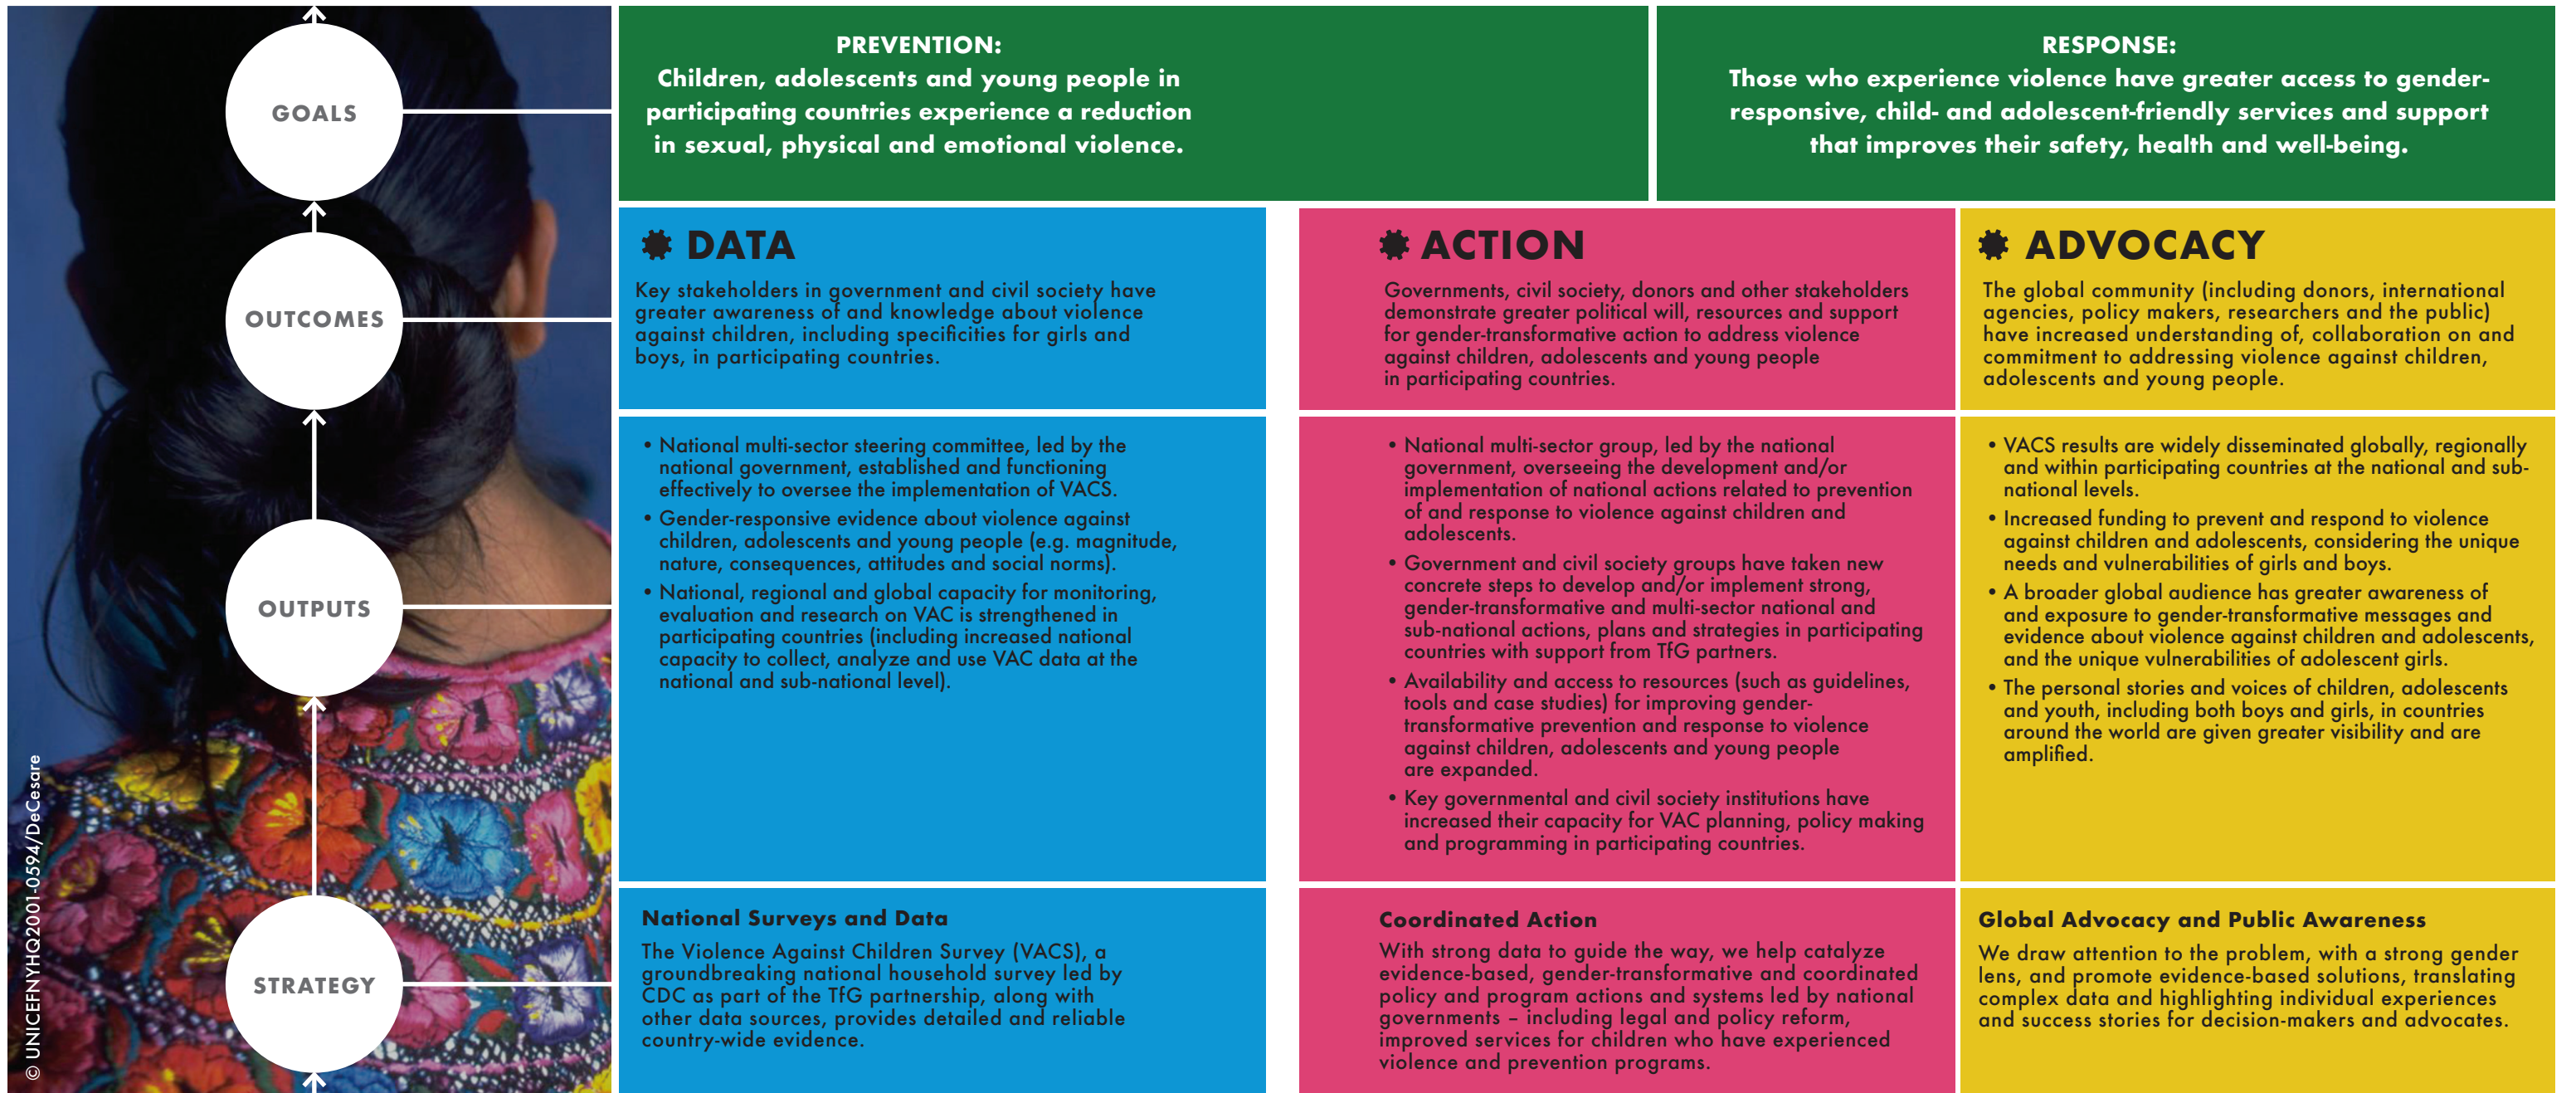 GOALS
PREVENTION:
Children, adolescents and young people in
participating countries experience a reduction
in sexual, physical and emotional violence.
RESPONSE:
Those who experience violence have greater access to gender-
responsive, child- and adolescent-friendly services and support
that improves their safety, health and well-being.
OUTCOMES
DATA
Key stakeholders in government and civil society have
greater awareness of and knowledge about violence
against children, including specificities for girls and
boys, in participating countries.
ACTION
Governments, civil society, donors and other stakeholders
demonstrate greater political will, resources and support
for gender-transformative action to address violence
against children, adolescents and young people
in participating countries.
ADVOCACY
The global community (including donors, international
agencies, policy makers, researchers and the public)
have increased understanding of, collaboration on and
commitment to addressing violence against children,
adolescents and young people.
OUTPUTS
• National multi-sector steering committee, led by the
national government, established and functioning
effectively to oversee the implementation of VACS.
• Gender-responsive evidence about violence against
children, adolescents and young people (e.g. magnitude,
nature, consequences, attitudes and social norms).
• National, regional and global capacity for monitoring,
evaluation and research on VAC is strengthened in
participating countries (including increased national
capacity to collect, analyze and use VAC data at the
national and sub-national level).
• National multi-sector group, led by the national
government, overseeing the development and/or
implementation of national actions related to prevention
of and response to violence against children and
adolescents.
• Government and civil society groups have taken new
concrete steps to develop and/or implement strong,
gender-transformative and multi-sector national and
sub-national actions, plans and strategies in participating
countries with support from TfG partners.
• Availability and access to resources (such as guidelines,
tools and case studies) for improving gender-
transformative prevention and response to violence
against children, adolescents and young people
are expanded.
• Key governmental and civil society institutions have
increased their capacity for VAC planning, policy making
and programming in participating countries.
• VACS results are widely disseminated globally, regionally
and within participating countries at the national and sub-
national levels.
• Increased funding to prevent and respond to violence
against children and adolescents, considering the unique
needs and vulnerabilities of girls and boys.
• A broader global audience has greater awareness of
and exposure to gender-transformative messages and
evidence about violence against children and adolescents,
and the unique vulnerabilities of adolescent girls.
• The personal stories and voices of children, adolescents
and youth, including both boys and girls, in countries
around the world are given greater visibility and are
amplified.
STRATEGY
National Surveys and Data
The Violence Against Children Survey (VACS), a
groundbreaking national household survey led by
CDC as part of the TfG partnership, along with
other data sources, provides detailed and reliable
country-wide evidence.
Coordinated Action
With strong data to guide the way, we help catalyze
evidence-based, gender-transformative and coordinated
policy and program actions and systems led by national
governments – including legal and policy reform,
improved services for children who have experienced
violence and prevention programs.
Global Advocacy and Public Awareness
We draw attention to the problem, with a strong gender
lens, and promote evidence-based solutions, translating
complex data and highlighting individual experiences
and success stories for decision-makers and advocates.
© UNICEFNYHQ2001-0594/DeCesare